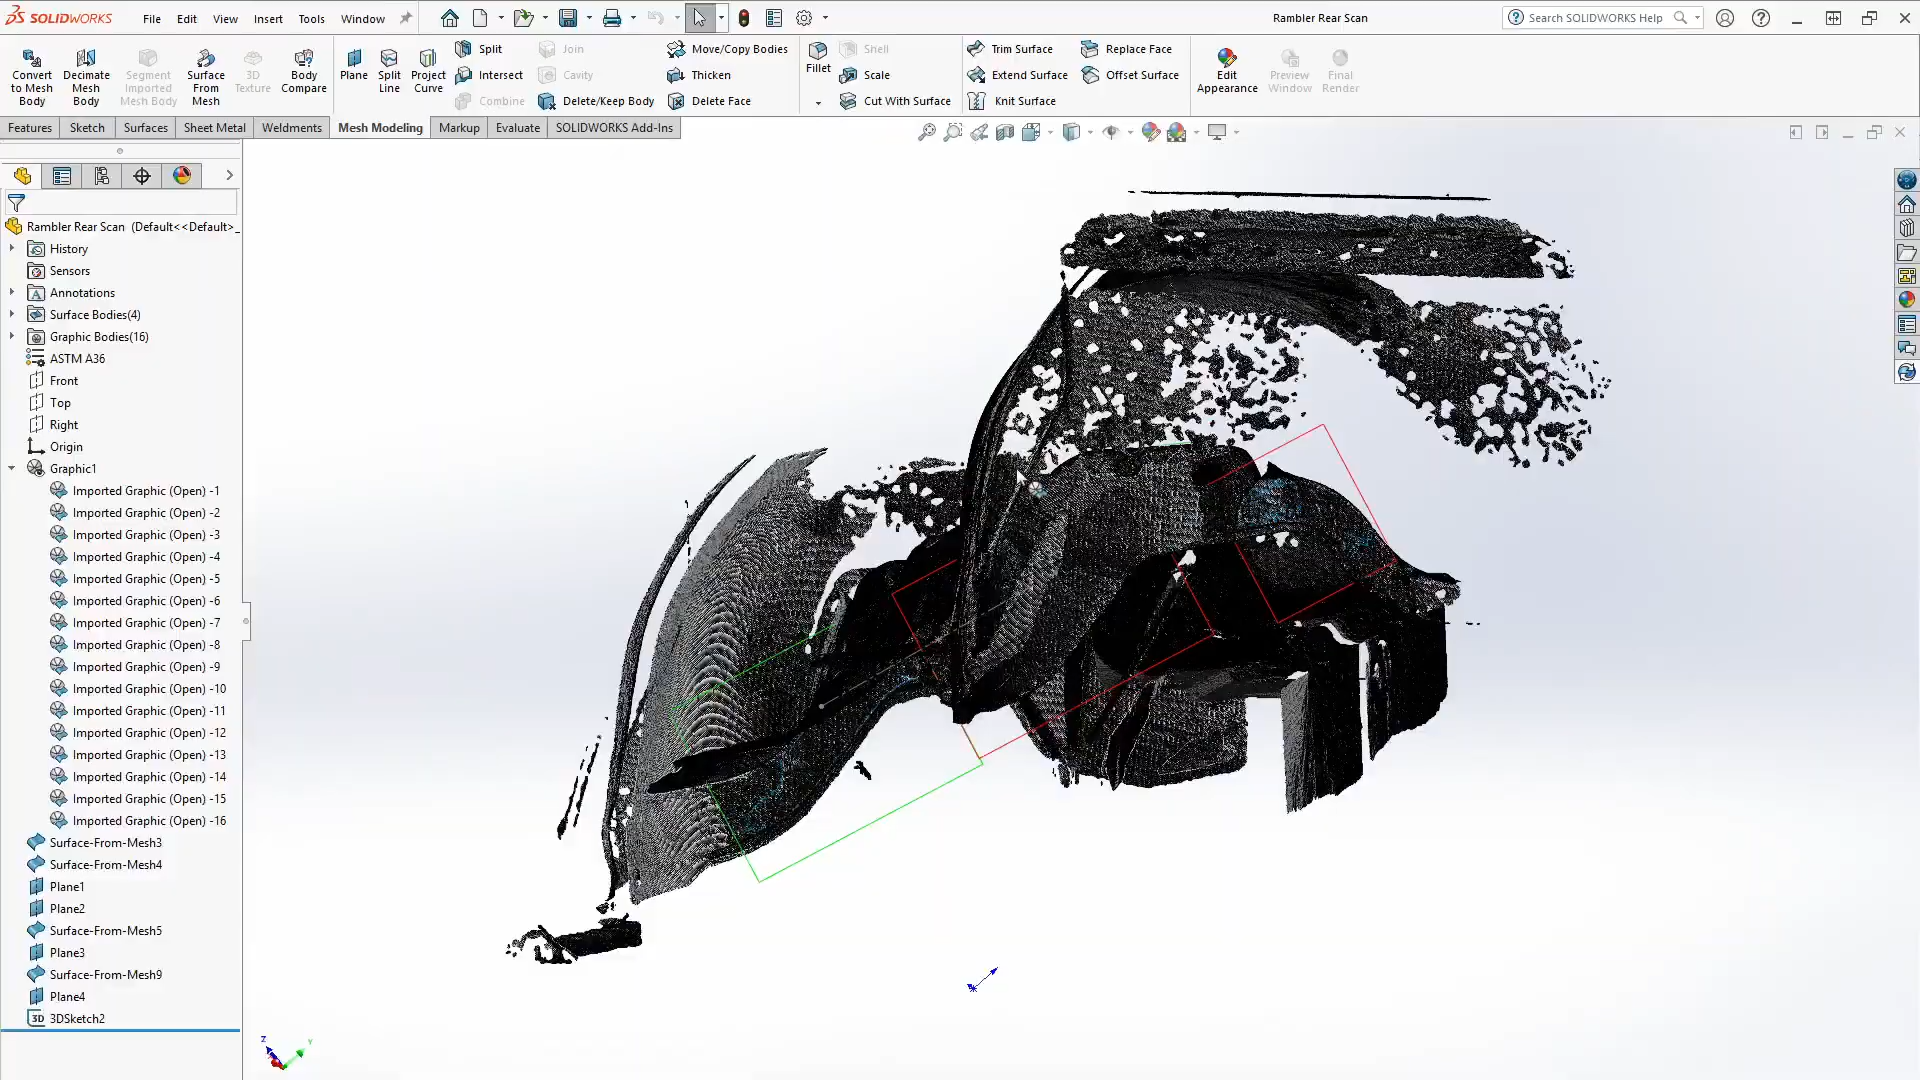 SOLIDWORKS
File Edit View Insert Tools Window
Rambler Rear Scan
Search SOLIDWORKS Help
Convert to Mesh Body
Decimate Mesh Body
Segment Imported Mesh Body
Surface From Mesh
3D Texture
Body Compare
Plane
Split Line
Project Curve
Split
Intersect
Combine
Join
Cavity
Delete/Keep Body
Move/Copy Bodies
Thicken
Delete Face
Fillet
Shell
Scale
Cut With Surface
Trim Surface
Extend Surface
Knit Surface
Replace Face
Offset Surface
Edit Appearance
Preview Window
Final Render
Features Sketch Surfaces Sheet Metal Weldments Mesh Modeling Markup Evaluate SOLIDWORKS Add-Ins
Rambler Rear Scan (Default<<Default>_
History
Sensors
Annotations
Surface Bodies(4)
Graphic Bodies(16)
ASTM A36
Front
Top
Right
Origin
Graphic1
Imported Graphic (Open) -1
Imported Graphic (Open) -2
Imported Graphic (Open) -3
Imported Graphic (Open) -4
Imported Graphic (Open) -5
Imported Graphic (Open) -6
Imported Graphic (Open) -7
Imported Graphic (Open) -8
Imported Graphic (Open) -9
Imported Graphic (Open) -10
Imported Graphic (Open) -11
Imported Graphic (Open) -12
Imported Graphic (Open) -13
Imported Graphic (Open) -14
Imported Graphic (Open) -15
Imported Graphic (Open) -16
Surface-From-Mesh3
Surface-From-Mesh4
Plane1
Plane2
Surface-From-Mesh5
Plane3
Surface-From-Mesh9
Plane4
3D 3DSketch2
Z Y